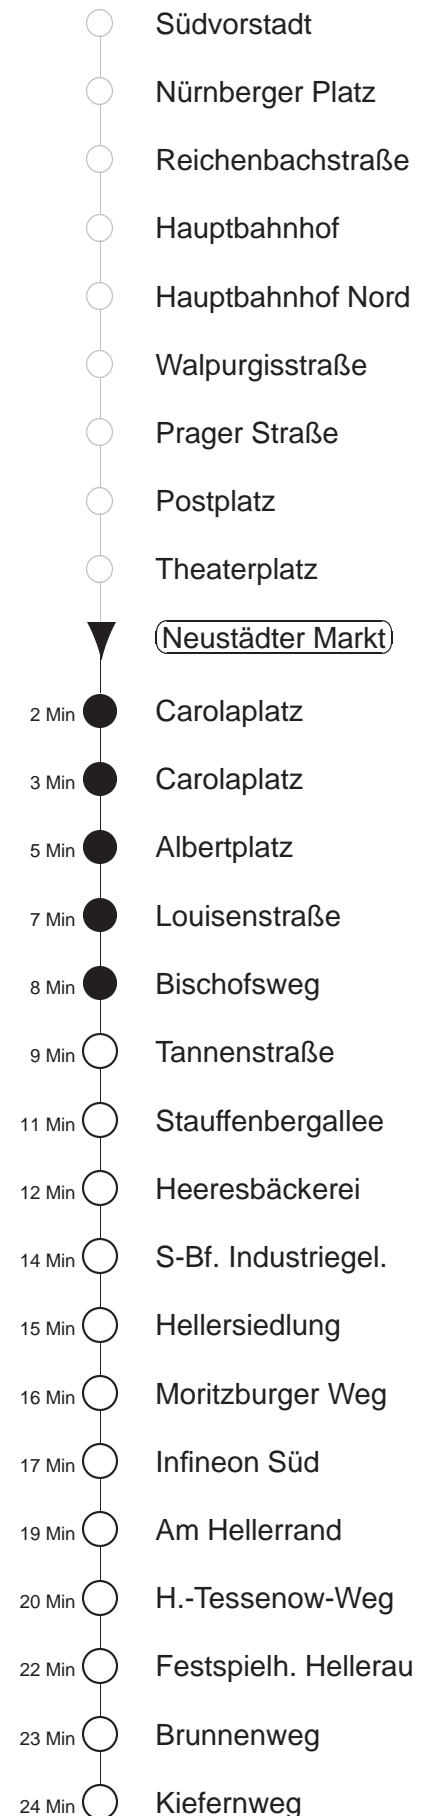 Südvorstadt
Nürnberger Platz
Reichenbachstraße
Hauptbahnhof
Hauptbahnhof Nord
Walpurgisstraße
Prager Straße
Postplatz
Theaterplatz
Neustädter Markt
2 Min Carolaplatz
3 Min Carolaplatz
5 Min Albertplatz
7 Min Louisenstraße
8 Min Bischofsweg
9 Min Tannenstraße
11 Min Stauffenbergallee
12 Min Heeresbäckerei
14 Min S-Bf. Industriegel.
15 Min Hellersiedlung
16 Min Moritzburger Weg
17 Min Infineon Süd
19 Min Am Hellerrand
20 Min H.-Tessenow-Weg
22 Min Festspielh. Hellerau
23 Min Brunnenweg
24 Min Kiefernweg